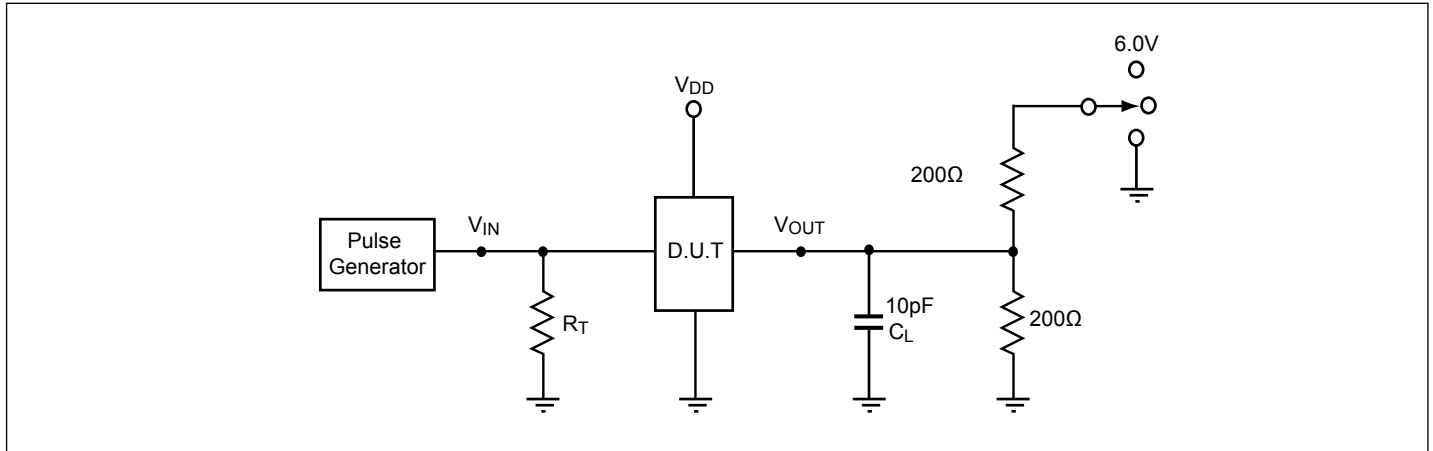 6.0V
VDD
200Ω
Pulse
Generator
VIN
D.U.T
VOUT
RT
10pF
CL
200Ω